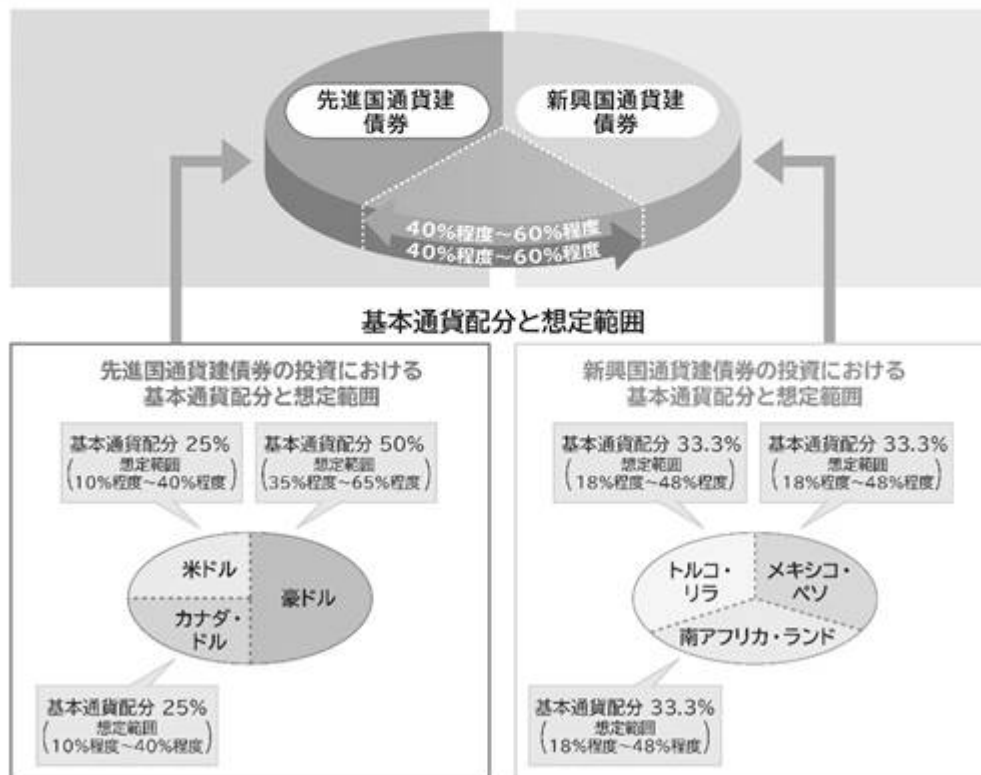 先進国通貨建
債券
新興国通貨建
債券
40%程度～60%程度
40%程度～60%程度
基本通貨配分と想定範囲
先進国通貨建債券の投資における
基本通貨配分と想定範囲
基本通貨配分 25%
想定範囲
(10%程度～40%程度)
基本通貨配分 50%
想定範囲
(35%程度～65%程度)
米ドル
豪ドル
カナダ・
ドル
基本通貨配分 25%
想定範囲
(10%程度～40%程度)
新興国通貨建債券の投資における
基本通貨配分と想定範囲
基本通貨配分 33.3%
想定範囲
(18%程度～48%程度)
基本通貨配分 33.3%
想定範囲
(18%程度～48%程度)
トルコ・
リラ
メキシコ・
ペソ
南アフリカ・ランド
基本通貨配分 33.3%
想定範囲
(18%程度～48%程度)